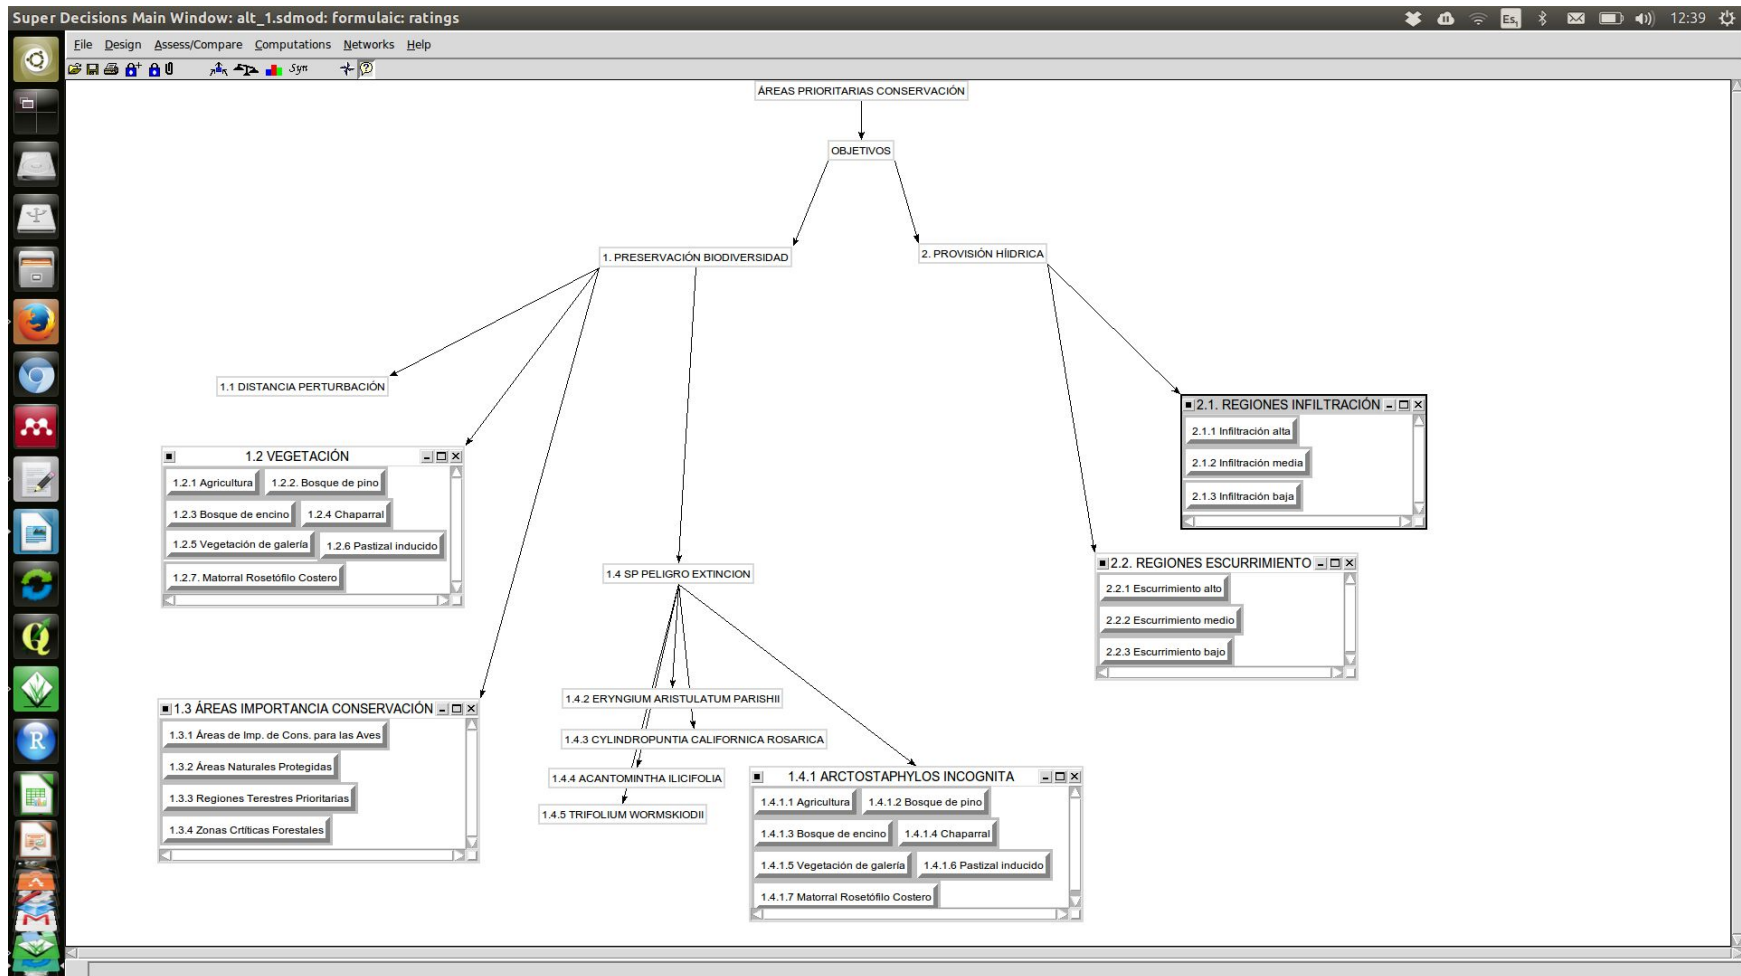 Super Decisions Main Window: alt_1.sdmod: formulaic: ratings
Es1 12:39
File Design Assess/Compare Computations Networks Help
Syn
ÁREAS PRIORITARIAS CONSERVACIÓN
OBJETIVOS
1. PRESERVACIÓN BIODIVERSIDAD
2. PROVISIÓN HÍIDRICA
1.1 DISTANCIA PERTURBACIÓN
1.2 VEGETACIÓN
1.2.1 Agricultura
1.2.2. Bosque de pino
1.2.3 Bosque de encino
1.2.4 Chaparral
1.2.5 Vegetación de galería
1.2.6 Pastizal inducido
1.2.7. Matorral Rosetófilo Costero
2.1. REGIONES INFILTRACIÓN
2.1.1 Infiltración alta
2.1.2 Infiltración media
2.1.3 Infiltración baja
2.2. REGIONES ESCURRIMIENTO
2.2.1 Escurrimiento alto
2.2.2 Escurrimiento medio
2.2.3 Escurrimiento bajo
1.3 ÁREAS IMPORTANCIA CONSERVACIÓN
1.3.1 Áreas de Imp. de Cons. para las Aves
1.3.2 Áreas Naturales Protegidas
1.3.3 Regiones Terestres Prioritarias
1.3.4 Zonas Crtíticas Forestales
1.4 SP PELIGRO EXTINCION
1.4.2 ERYNGIUM ARISTULATUM PARISHII
1.4.3 CYLINDROPUNTIA CALIFORNICA ROSARICA
1.4.4 ACANTOMINTHA ILICIFOLIA
1.4.5 TRIFOLIUM WORMSKIODII
1.4.1 ARCTOSTAPHYLOS INCOGNITA
1.4.1.1 Agricultura
1.4.1.2 Bosque de pino
1.4.1.3 Bosque de encino
1.4.1.4 Chaparral
1.4.1.5 Vegetación de galería
1.4.1.6 Pastizal inducido
1.4.1.7 Matorral Rosetófilo Costero